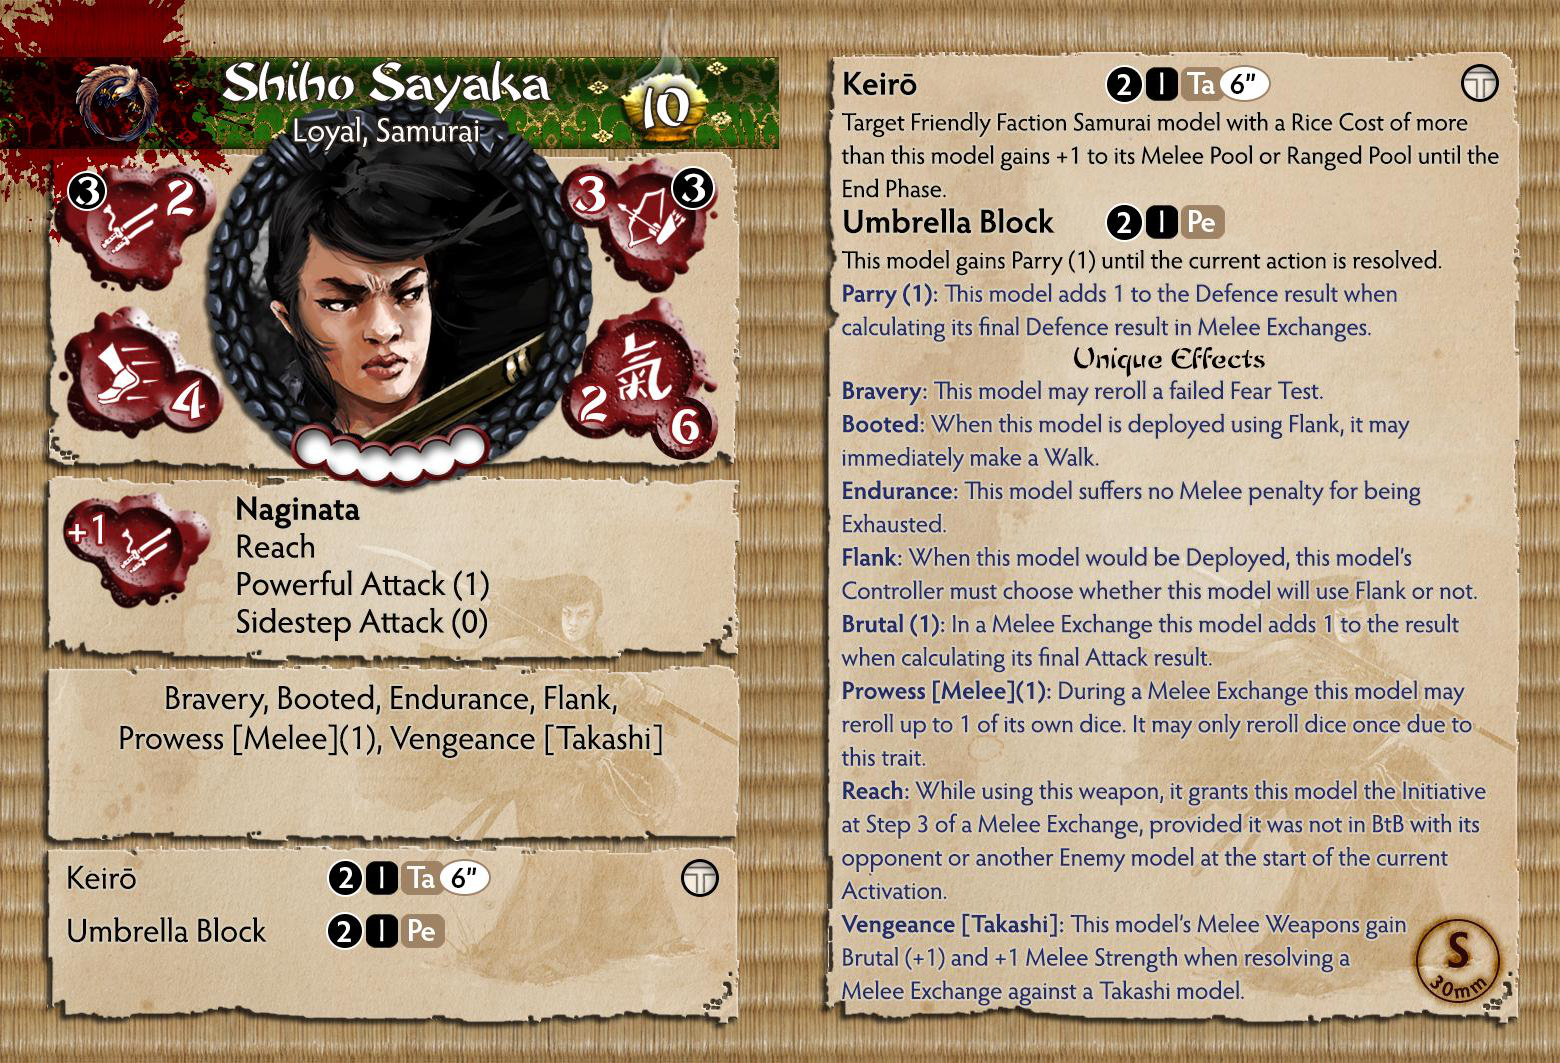 Shiho Sayaka
10
Loyal, Samurai
3 2
3 3
4
氣
2 6
+1
Naginata
Reach
Powerful Attack (1)
Sidestep Attack (0)
Bravery, Booted, Endurance, Flank,
Prowess [Melee](1), Vengeance [Takashi]
Keirō 2 I Ta 6” T
Umbrella Block 2 I Pe
Keirō 2 I Ta 6” T
Target Friendly Faction Samurai model with a Rice Cost of more
than this model gains +1 to its Melee Pool or Ranged Pool until the
End Phase.
Umbrella Block 2 I Pe
This model gains Parry (1) until the current action is resolved.
Parry (1): This model adds 1 to the Defence result when
calculating its final Defence result in Melee Exchanges.
Unique Effects
Bravery: This model may reroll a failed Fear Test.
Booted: When this model is deployed using Flank, it may
immediately make a Walk.
Endurance: This model suffers no Melee penalty for being
Exhausted.
Flank: When this model would be Deployed, this model’s
Controller must choose whether this model will use Flank or not.
Brutal (1): In a Melee Exchange this model adds 1 to the result
when calculating its final Attack result.
Prowess [Melee](1): During a Melee Exchange this model may
reroll up to 1 of its own dice. It may only reroll dice once due to
this trait.
Reach: While using this weapon, it grants this model the Initiative
at Step 3 of a Melee Exchange, provided it was not in BtB with its
opponent or another Enemy model at the start of the current
Activation.
Vengeance [Takashi]: This model’s Melee Weapons gain
Brutal (+1) and +1 Melee Strength when resolving a
Melee Exchange against a Takashi model.
S
30mm